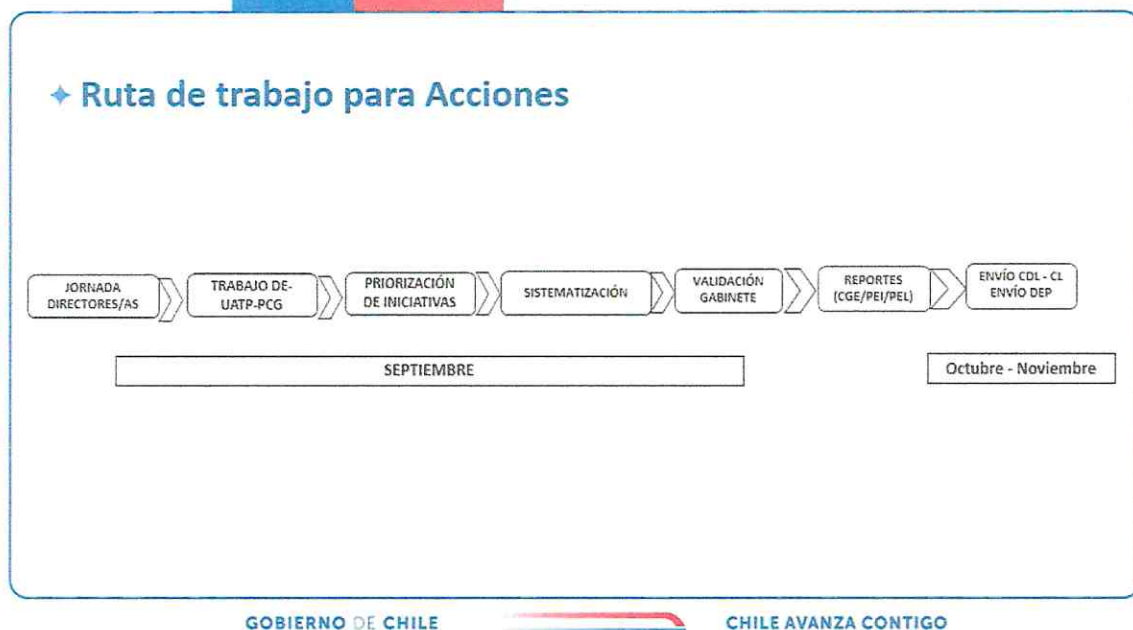 Ruta de trabajo para Acciones
JORNADA
DIRECTORES/AS
TRABAJO DE-
UATP-PCG
PRIORIZACIÓN
DE INICIATIVAS
SISTEMATIZACIÓN
VALIDACIÓN
GABINETE
REPORTES
(CGE/PEI/PEL)
ENVÍO CDL - CL
ENVÍO DEP
SEPTIEMBRE
Octubre - Noviembre
GOBIERNO DE CHILE
CHILE AVANZA CONTIGO